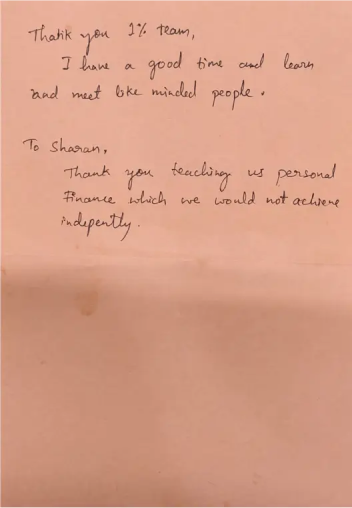 Thank you 1% team,
I have a good time and learn
and meet like minded people.
To Sharan,
Thank you teaching us personal
Finance which we would not achieve
indepently.